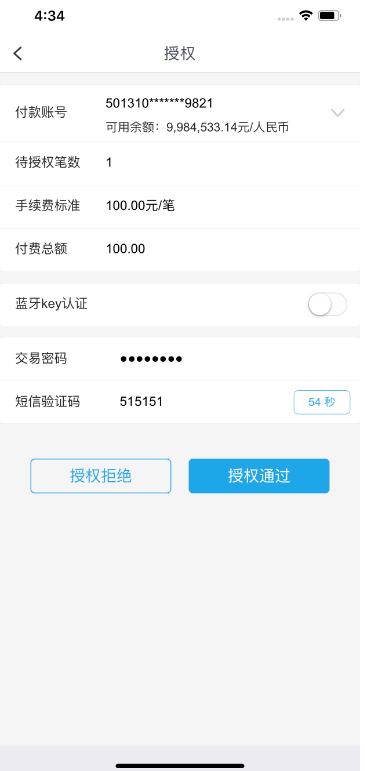 4:34
授权
付款账号
501310*******9821
可用余额：9,984,533.14元/人民币
待授权笔数 1
手续费标准 100.00元/笔
付费总额 100.00
蓝牙key认证
交易密码 ●●●●●●●●
短信验证码 515151 54 秒
授权拒绝 授权通过